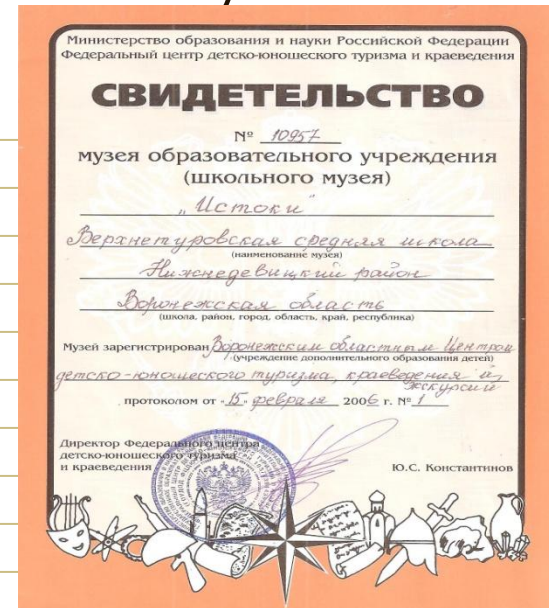 Министерство образования и науки Российской Федерации
Федеральный центр детско-юношеского туризма и краеведения
СВИДЕТЕЛЬСТВО
№ 10957
музея образовательного учреждения
(школьного музея)
"Истоки"
Верхнетуровская средняя школа
(наименование музея)
Нижнедевицкий район
Воронежская область
(школа, район, город, область, край, республика)
Музей зарегистрирован Воронежским областным Центром
(учреждение дополнительного образования детей)
детско-юношеского туризма, краеведения и
экскурсий
протоколом от "15" февраля 2006 г. № 1
Директор Федерального центра
детско-юношеского туризма
и краеведения
Ю.С. Константинов